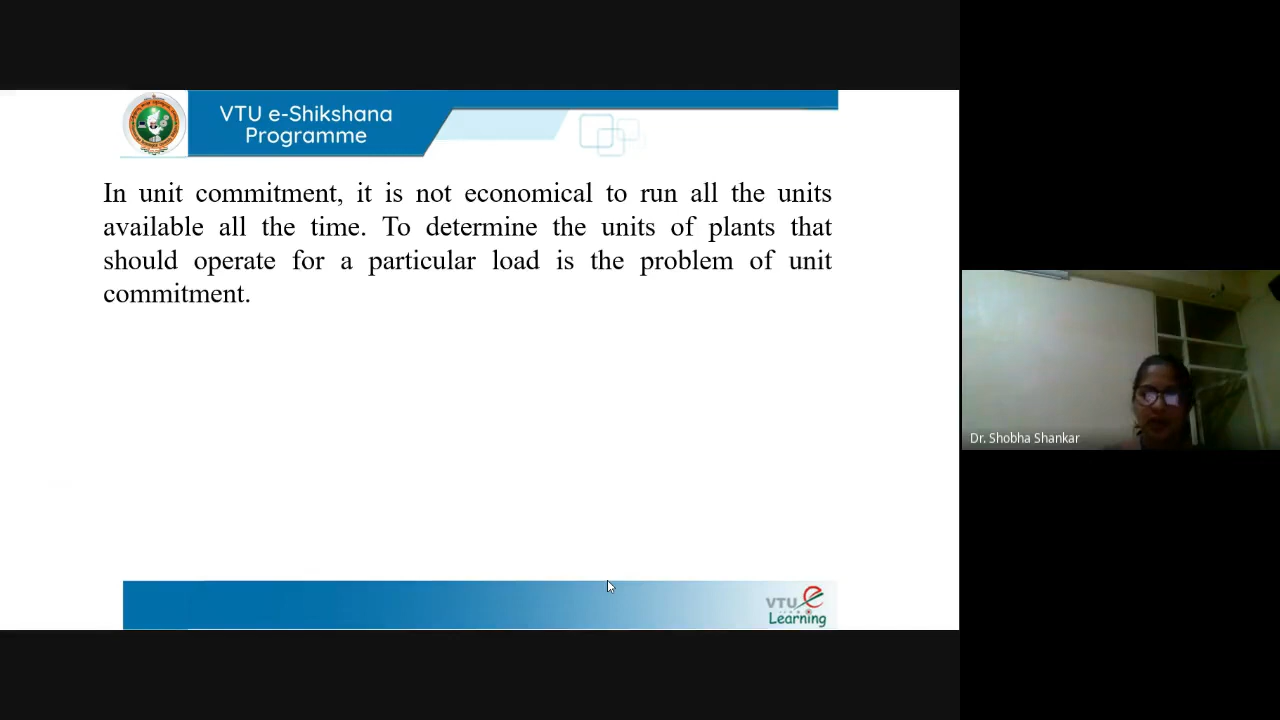 VTU e-Shikshana
Programme
In unit commitment, it is not economical to run all the units
available all the time. To determine the units of plants that
should operate for a particular load is the problem of unit
commitment.
Dr. Shobha Shankar
VTU e
Learning